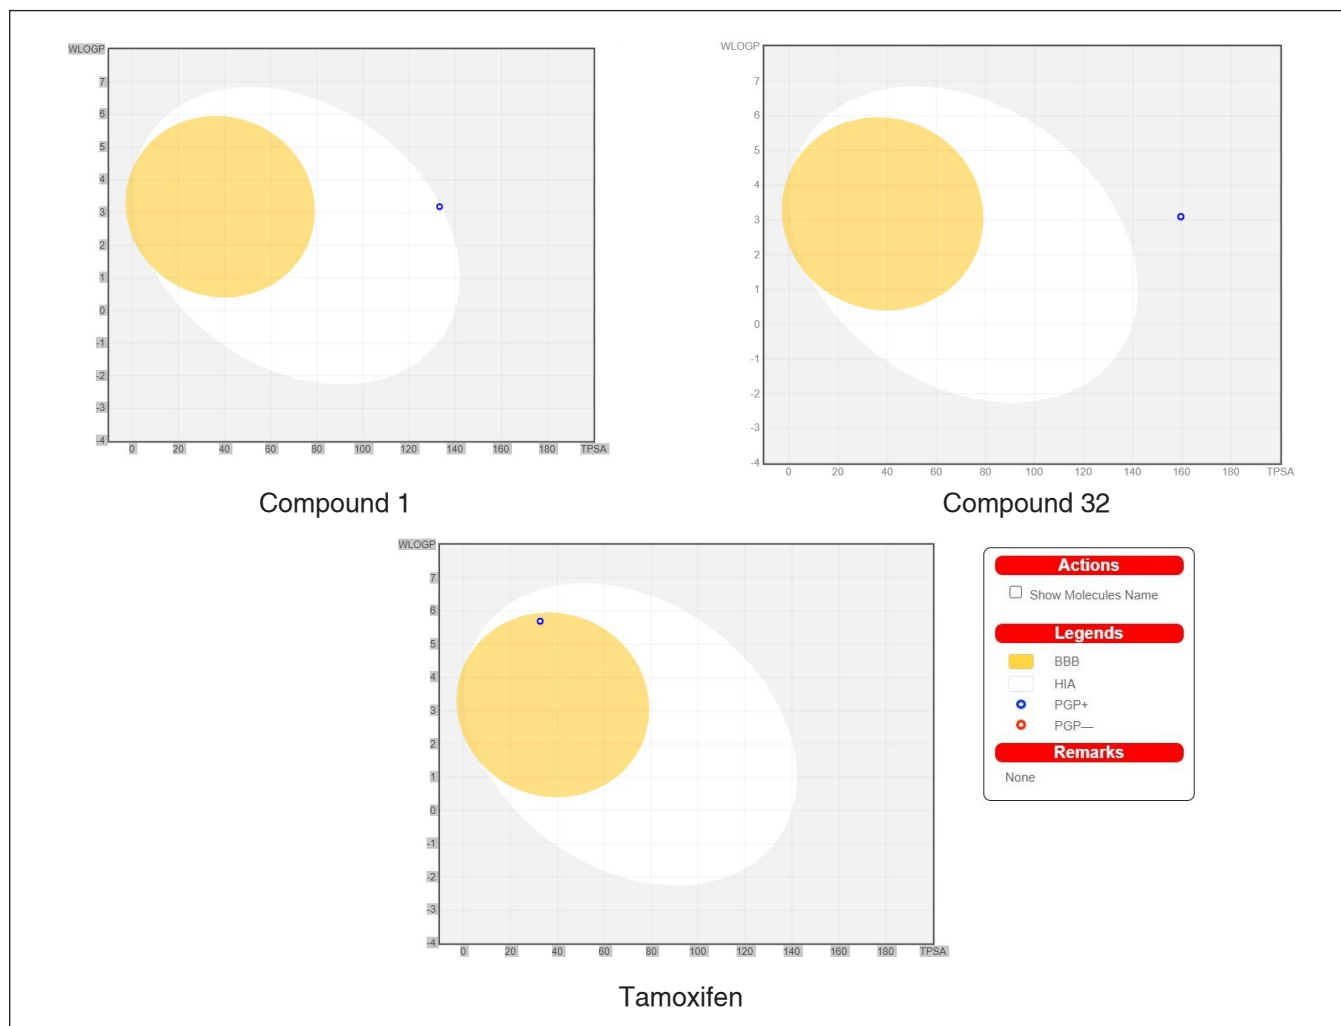 WLOGP
7
6
5
4
3
2
1
0
-1
-2
-3
-4
0 20 40 60 80 100 120 140 160 180 TPSA
Compound 1
WLOGP
7
6
5
4
3
2
1
0
-1
-2
-3
-4
0 20 40 60 80 100 120 140 160 180 TPSA
Compound 32
WLOGP
7
6
5
4
3
2
1
0
-1
-2
-3
-4
0 20 40 60 80 100 120 140 160 180 TPSA
Tamoxifen
Actions
Show Molecules Name
Legends
BBB
HIA
PGP+
PGP—
Remarks
None